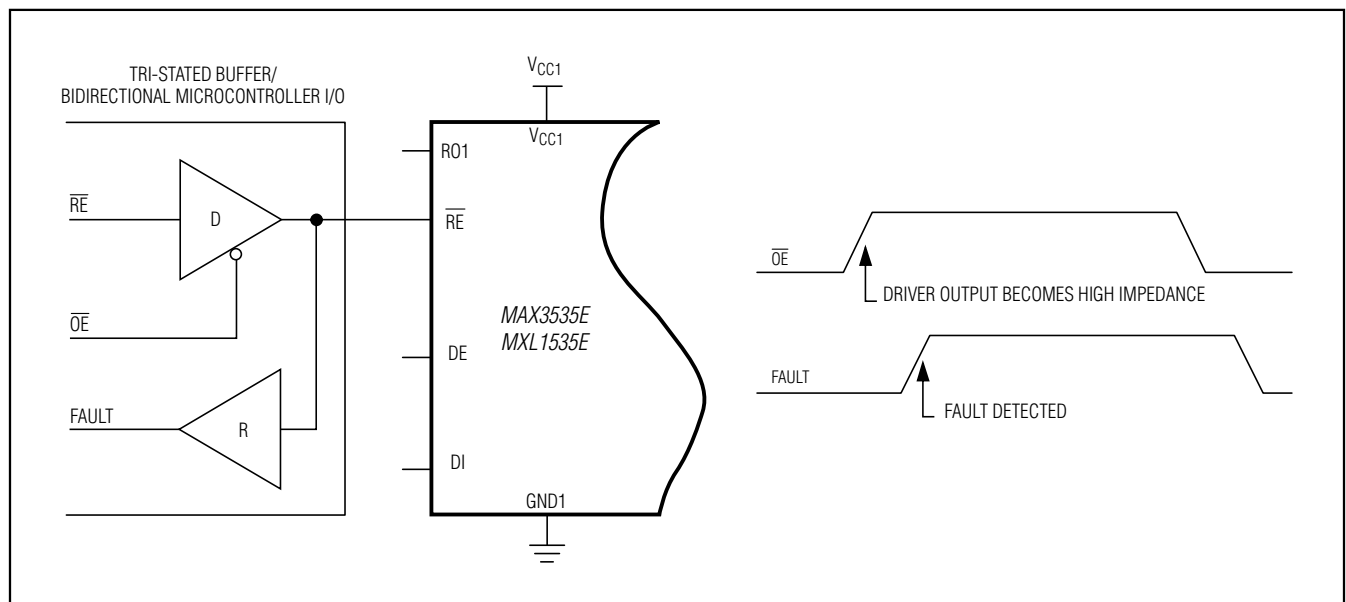 TRI-STATED BUFFER/
BIDIRECTIONAL MICROCONTROLLER I/O
RE
D
OE
FAULT
R
VCC1
VCC1
RO1
RE
DE
DI
GND1
MAX3535E
MXL1535E
OE
DRIVER OUTPUT BECOMES HIGH IMPEDANCE
FAULT
FAULT DETECTED